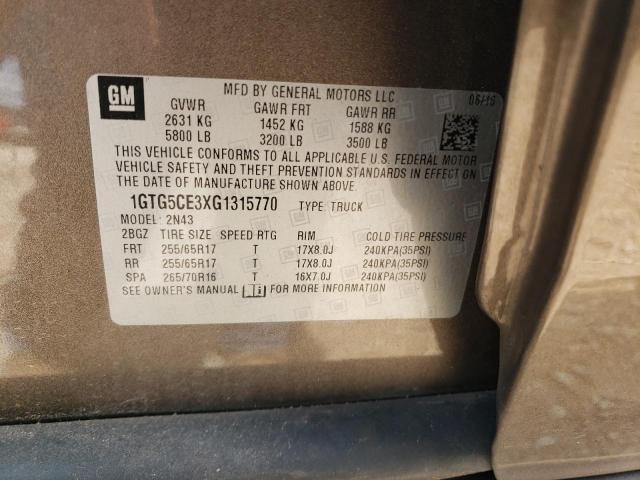 GM
MFD BY GENERAL MOTORS LLC
06/16
GVWR GAWR FRT GAWR RR
2631 KG 1452 KG 1588 KG
5800 LB 3200 LB 3500 LB
THIS VEHICLE CONFORMS TO ALL APPLICABLE U.S. FEDERAL MOTOR
VEHICLE SAFETY AND THEFT PREVENTION STANDARDS IN EFFECT ON
THE DATE OF MANUFACTURE SHOWN ABOVE.
1GTG5CE3XG1315770 TYPE: TRUCK
MODEL: 2N43
2BGZ TIRE SIZE SPEED RTG RIM COLD TIRE PRESSURE
FRT 255/65R17 T 17X8.0J 240KPA(35PSI)
RR 255/65R17 T 17X8.0J 240KPA(35PSI)
SPA 265/70R16 T 16X7.0J 240KPA(35PSI)
SEE OWNER'S MANUAL FOR MORE INFORMATION